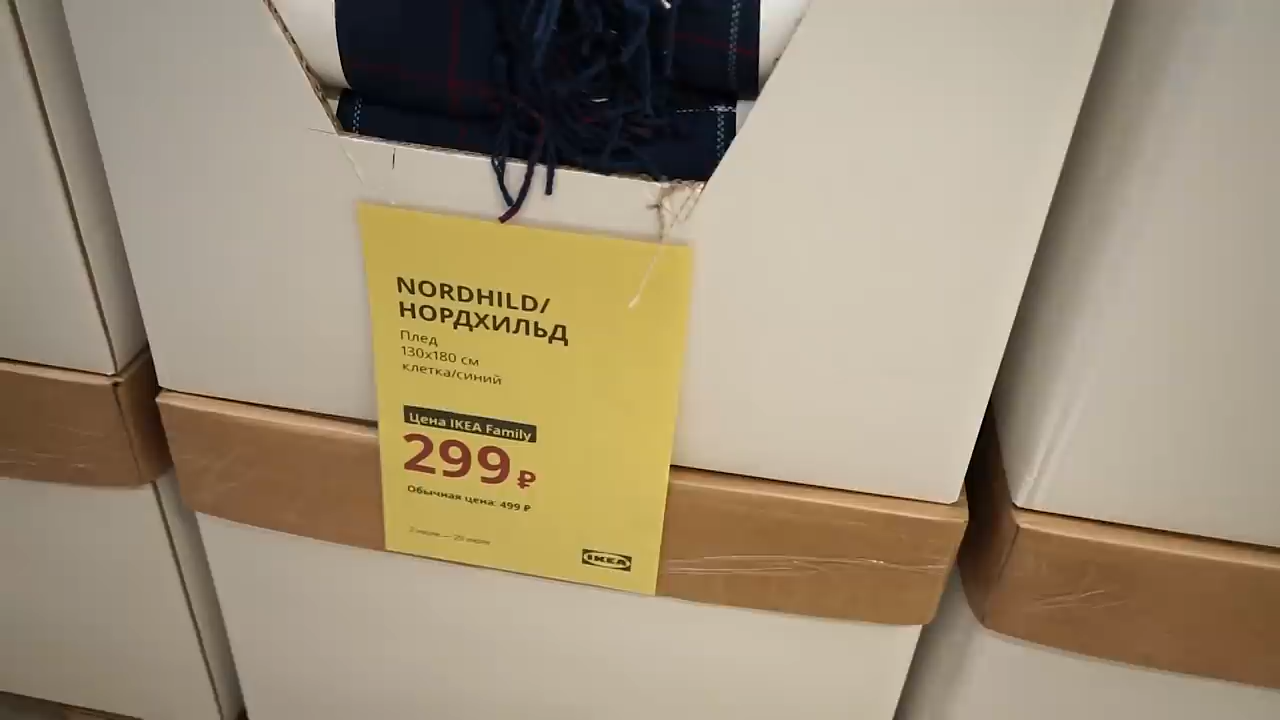 NORDHILD/
НОРДХИЛЬД
Плед
130x180 см
клетка/синий
Цена IKEA Family
299₽
Обычная цена: 499 ₽
IKEA